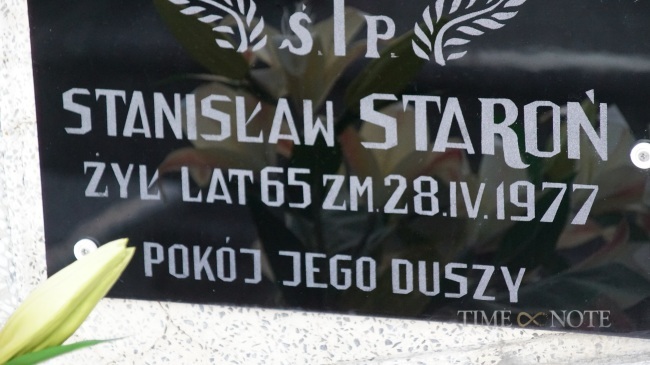 Ś.P.
STANISŁAW STAROŃ
ŻYŁ LAT 65 ZM. 28.IV.1977
POKÓJ JEGO DUSZY
TIME NOTE